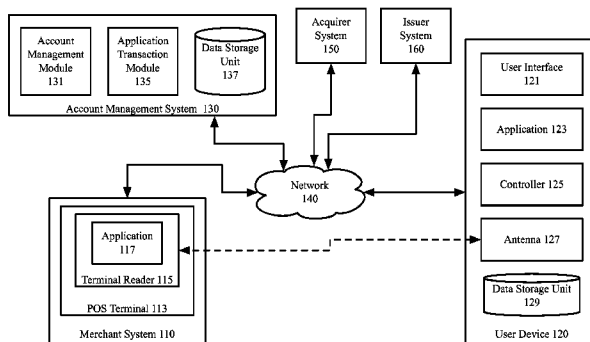 Account
Management
Module
131
Application
Transaction
Module
135
Data Storage
Unit
137
Account Management System 130
Acquirer
System
150
Issuer
System
160
User Interface
121
Application 123
Controller 125
Antenna 127
Data Storage Unit
129
User Device 120
Network
140
Application
117
Terminal Reader 115
POS Terminal 113
Merchant System 110